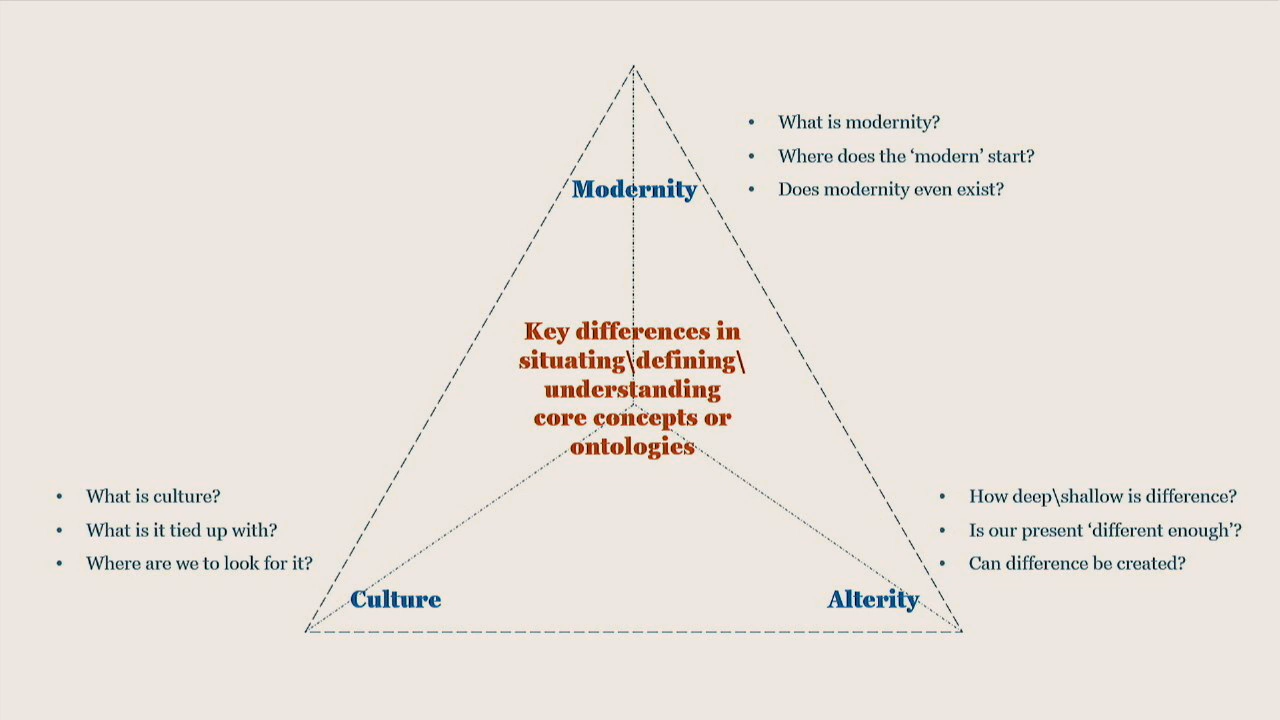 • What is modernity?
• Where does the ‘modern’ start?
• Does modernity even exist?
Modernity
Key differences in
situating\defining\
understanding
core concepts or
ontologies
• What is culture?
• What is it tied up with?
• Where are we to look for it?
Culture
• How deep\shallow is difference?
• Is our present ‘different enough’?
• Can difference be created?
Alterity